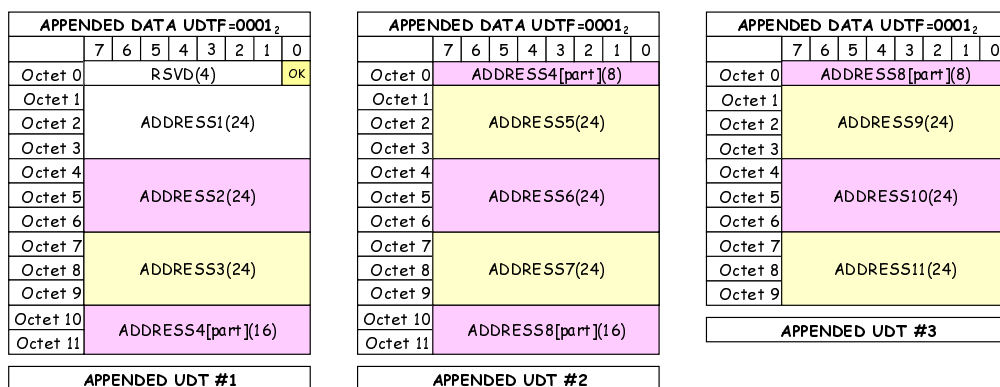 APPENDED DATA UDTF=0001₂
7 6 5 4 3 2 1 0
Octet 0 RSVD(4) OK
Octet 1
Octet 2 ADDRESS1(24)
Octet 3
Octet 4
Octet 5 ADDRESS2(24)
Octet 6
Octet 7
Octet 8 ADDRESS3(24)
Octet 9
Octet 10
ADDRESS4[part](16)
Octet 11
APPENDED UDT #1
APPENDED DATA UDTF=0001₂
7 6 5 4 3 2 1 0
Octet 0 ADDRESS4[part](8)
Octet 1
Octet 2 ADDRESS5(24)
Octet 3
Octet 4
Octet 5 ADDRESS6(24)
Octet 6
Octet 7
Octet 8 ADDRESS7(24)
Octet 9
Octet 10
ADDRESS8[part](16)
Octet 11
APPENDED UDT #2
APPENDED DATA UDTF=0001₂
7 6 5 4 3 2 1 0
Octet 0 ADDRESS8[part](8)
Octet 1
Octet 2 ADDRESS9(24)
Octet 3
Octet 4
Octet 5 ADDRESS10(24)
Octet 6
Octet 7
Octet 8 ADDRESS11(24)
Octet 9
APPENDED UDT #3